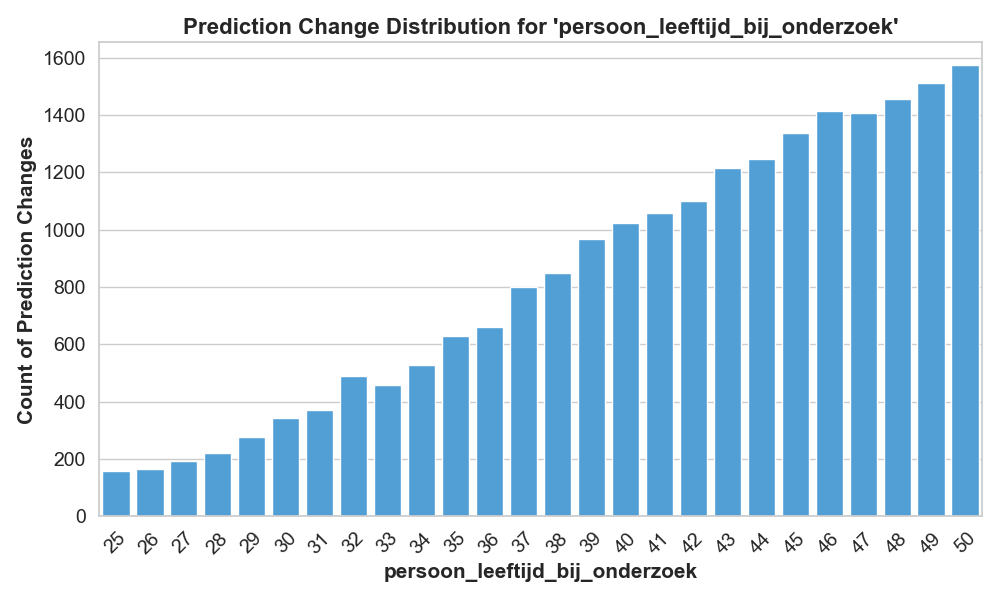 Prediction Change Distribution for 'persoon_leeftijd_bij_onderzoek'
Count of Prediction Changes
1600
1400
1200
1000
800
600
400
200
0
25 26 27 28 29 30 31 32 33 34 35 36 37 38 39 40 41 42 43 44 45 46 47 48 49 50
persoon_leeftijd_bij_onderzoek